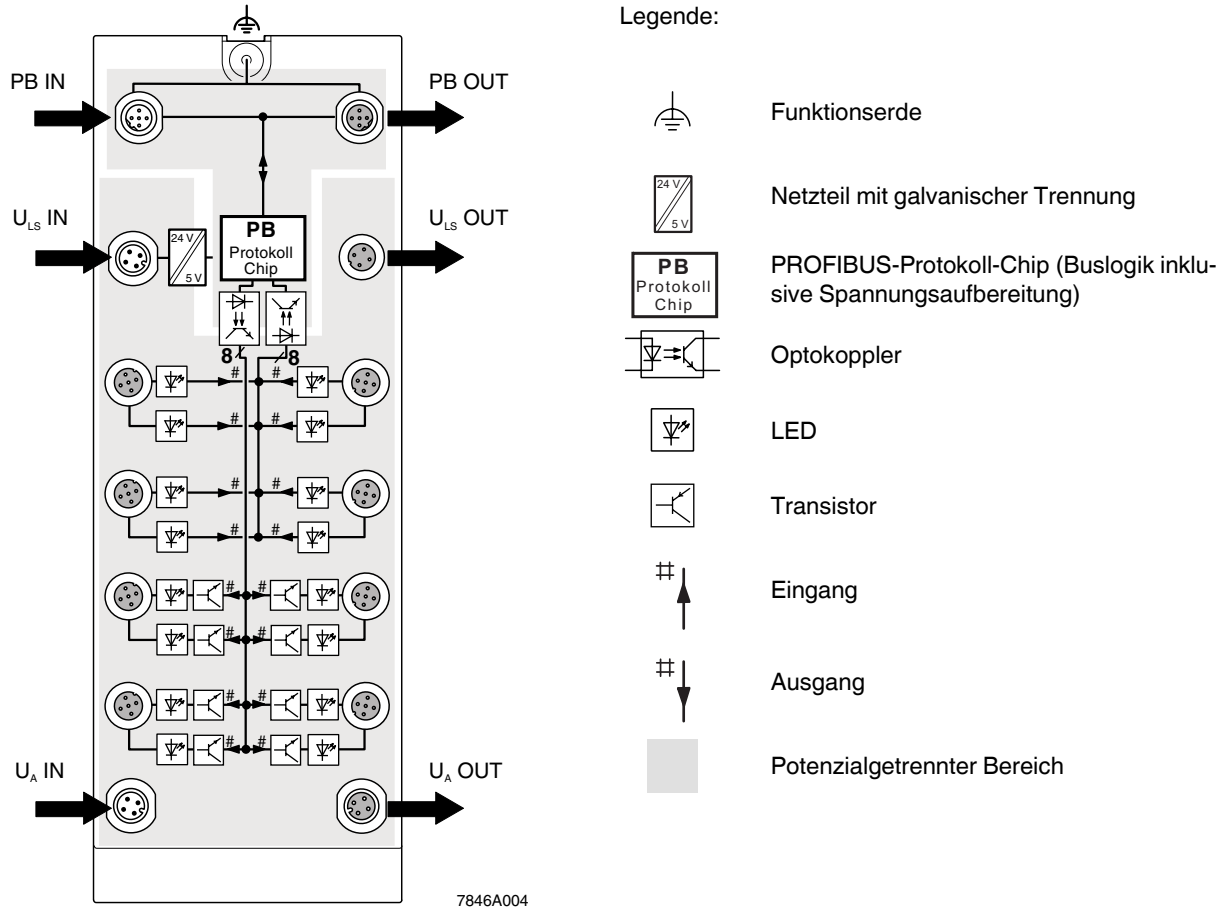 PB IN
PB OUT
U_LS IN
24 V
5 V
PB
Protokoll
Chip
U_LS OUT
8
8
# #
# #
# #
# #
# #
# #
# #
# #
U_A IN
U_A OUT
7846A004
Legende:
Funktionserde
24 V
5 V
Netzteil mit galvanischer Trennung
PB
Protokoll
Chip
PROFIBUS-Protokoll-Chip (Buslogik inklu-
sive Spannungsaufbereitung)
Optokoppler
LED
Transistor
#
Eingang
#
Ausgang
Potenzialgetrennter Bereich